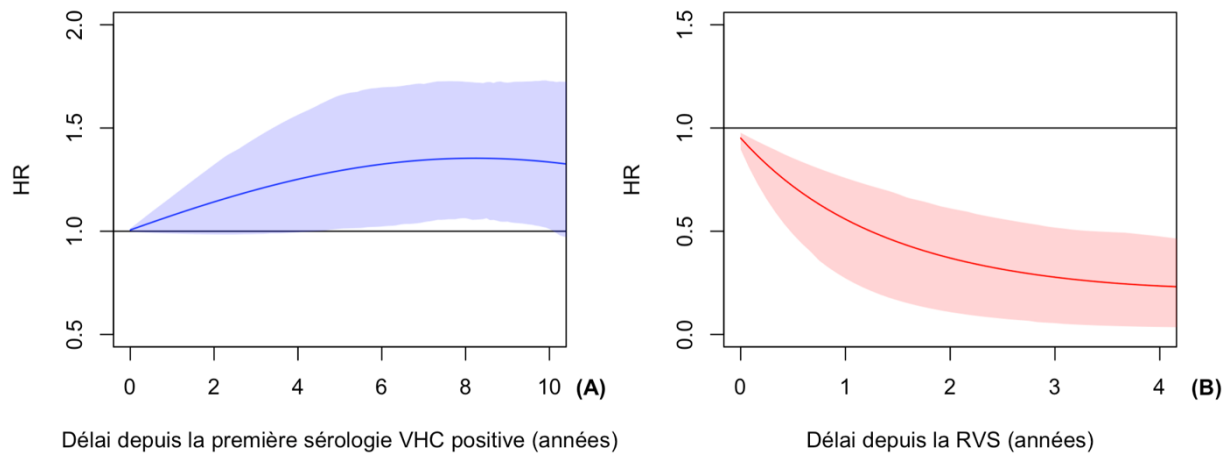 2.0
1.5
1.0
0.5
HR
0 2 4 6 8 10 (A)
Délai depuis la première sérologie VHC positive (années)
1.5
1.0
0.5
0.0
HR
0 1 2 3 4 (B)
Délai depuis la RVS (années)